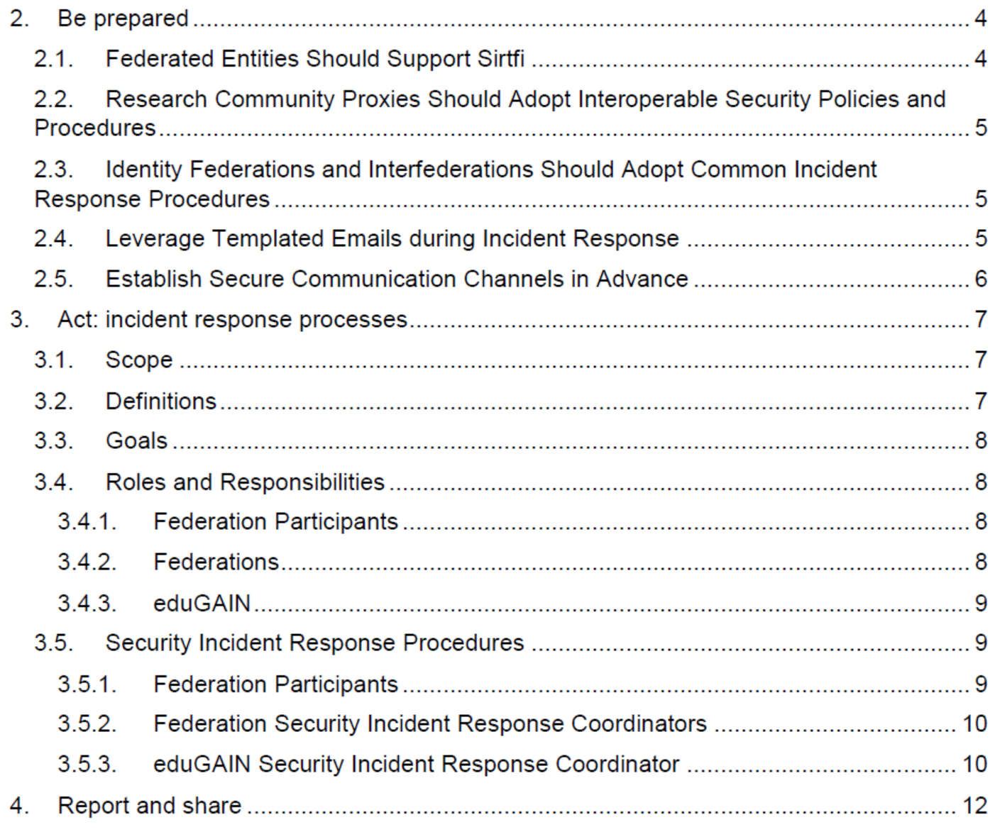 2. Be prepared........................................................................................................................................ 4
2.1. Federated Entities Should Support Sirtfi ............................................................................. 4
2.2. Research Community Proxies Should Adopt Interoperable Security Policies and
Procedures............................................................................................................................................... 5
2.3. Identity Federations and Interfederations Should Adopt Common Incident
Response Procedures........................................................................................................................... 5
2.4. Leverage Templated Emails during Incident Response .................................................. 5
2.5. Establish Secure Communication Channels in Advance ................................................. 6
3. Act: incident response processes.................................................................................................. 7
3.1. Scope ........................................................................................................................................... 7
3.2. Definitions.................................................................................................................................... 7
3.3. Goals ............................................................................................................................................ 8
3.4. Roles and Responsibilities...................................................................................................... 8
3.4.1. Federation Participants.................................................................................................... 8
3.4.2. Federations......................................................................................................................... 8
3.4.3. eduGAIN.............................................................................................................................. 9
3.5. Security Incident Response Procedures ............................................................................. 9
3.5.1. Federation Participants.................................................................................................... 9
3.5.2. Federation Security Incident Response Coordinators ........................................... 10
3.5.3. eduGAIN Security Incident Response Coordinator ................................................ 10
4. Report and share ............................................................................................................................. 12